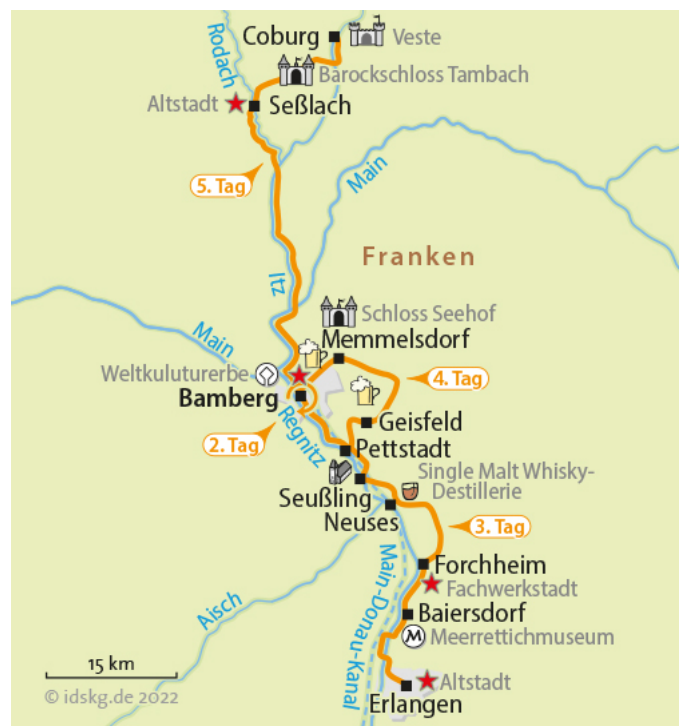 Coburg
Veste
Rodach
Barockschloss Tambach
Altstadt
Seßlach
Main
5. Tag
Franken
Itz
Schloss Seehof
Memmelsdorf
Main
Weltkuluturerbe
4. Tag
Bamberg
Geisfeld
2. Tag
Regnitz
Pettstadt
Single Malt Whisky-
Destillerie
Seußling
Neuses
3. Tag
Forchheim
Fachwerkstadt
Aisch
Main-Donau-Kanal
Baiersdorf
M
Meerrettichmuseum
15 km
Altstadt
© idskg.de 2022
Erlangen